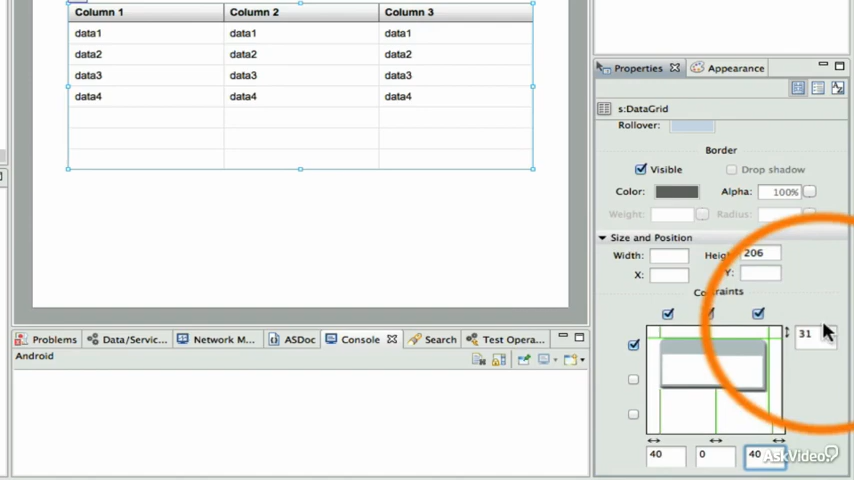 Column 1 Column 2 Column 3
data1 data1 data1
data2 data2 data2
data3 data3 data3
data4 data4 data4
Properties Appearance
s:DataGrid
Rollover:
Border
Visible Drop shadow
Color: Alpha: 100%
Weight: Radius:
Size and Position
Width: Height: 206
X: Y:
Constraints
31
40 0 40
AskVideo
Problems Data/Servic... Network M... ASDoc Console Search Test Opera...
Android